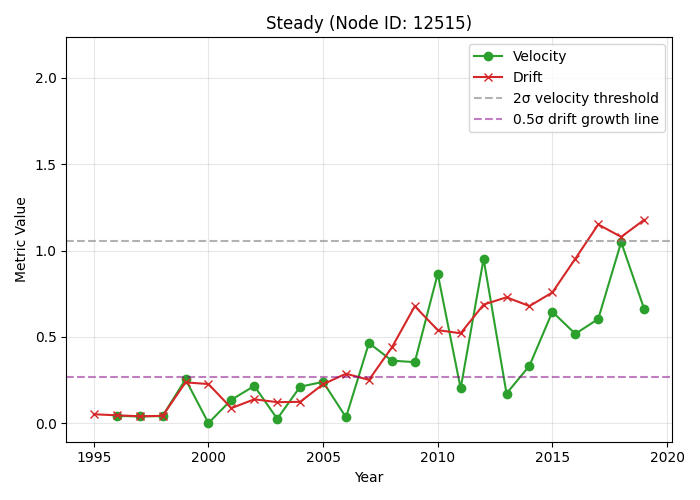 Steady (Node ID: 12515)
Velocity
Drift
2σ velocity threshold
0.5σ drift growth line
Metric Value
2.0
1.5
1.0
0.5
0.0
1995 2000 2005 2010 2015 2020
Year